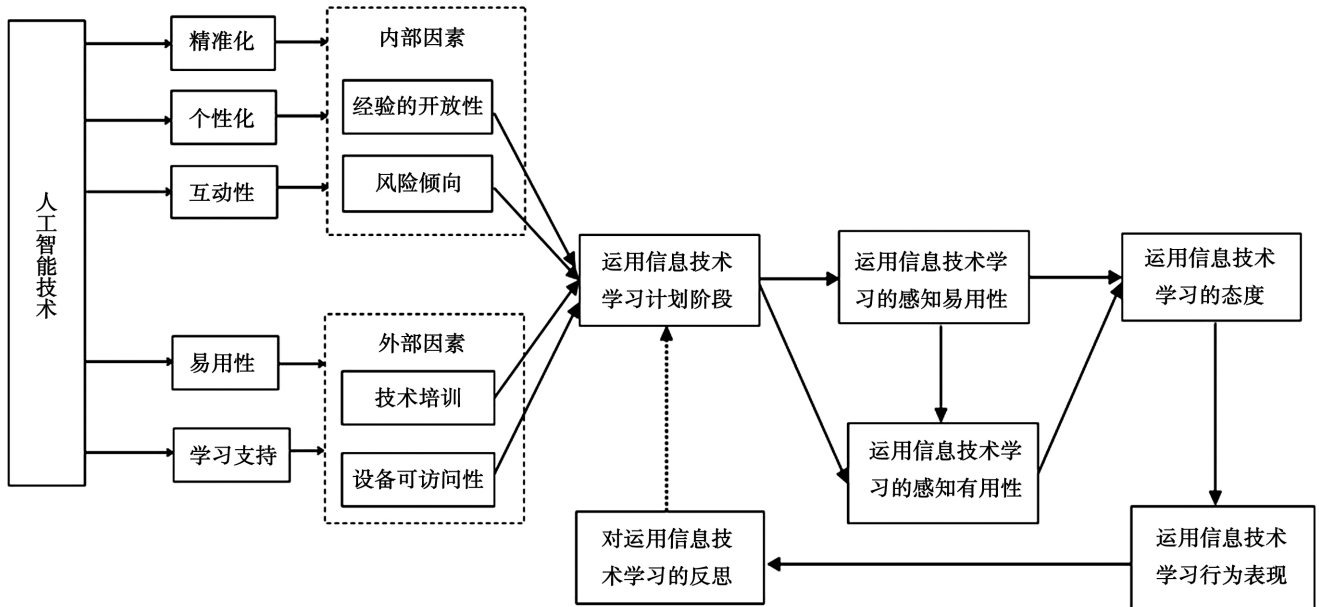 人工智能技术
精准化
个性化
互动性
易用性
学习支持
内部因素
经验的开放性
风险倾向
外部因素
技术培训
设备可访问性
运用信息技术
学习计划阶段
运用信息技术学
习的感知易用性
运用信息技术学
习的感知有用性
运用信息技术
学习的态度
运用信息技术
学习行为表现
对运用信息技
术学习的反思